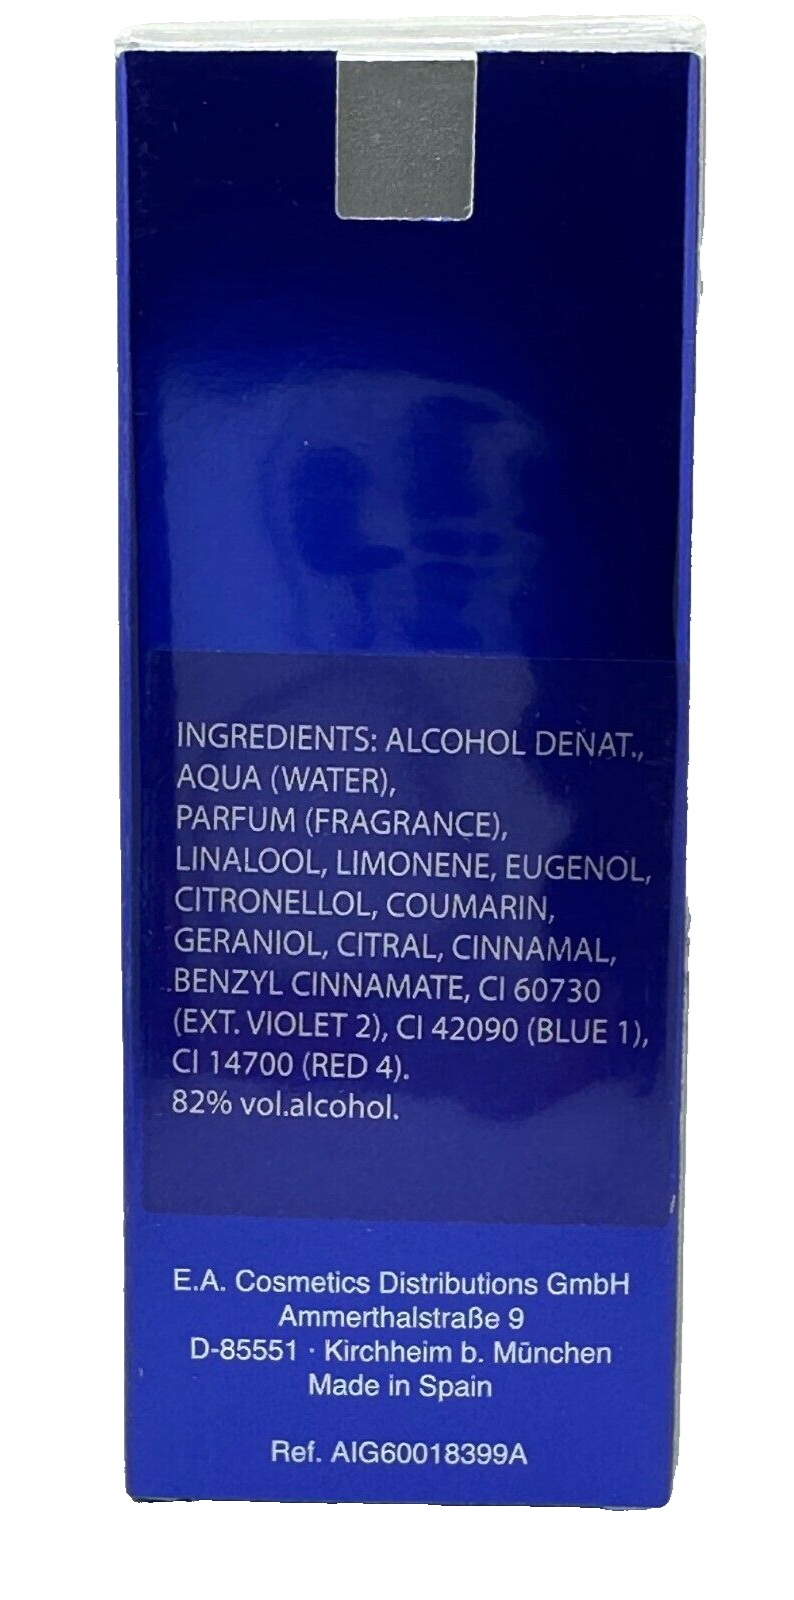 INGREDIENTS: ALCOHOL DENAT.,
AQUA (WATER),
PARFUM (FRAGRANCE),
LINALOOL, LIMONENE, EUGENOL,
CITRONELLOL, COUMARIN,
GERANIOL, CITRAL, CINNAMAL,
BENZYL CINNAMATE, CI 60730
(EXT. VIOLET 2), CI 42090 (BLUE 1),
CI 14700 (RED 4).
82% vol.alcohol.
E.A. Cosmetics Distributions GmbH
Ammerthalstraße 9
D-85551 · Kirchheim b. München
Made in Spain
Ref. AIG60018399A